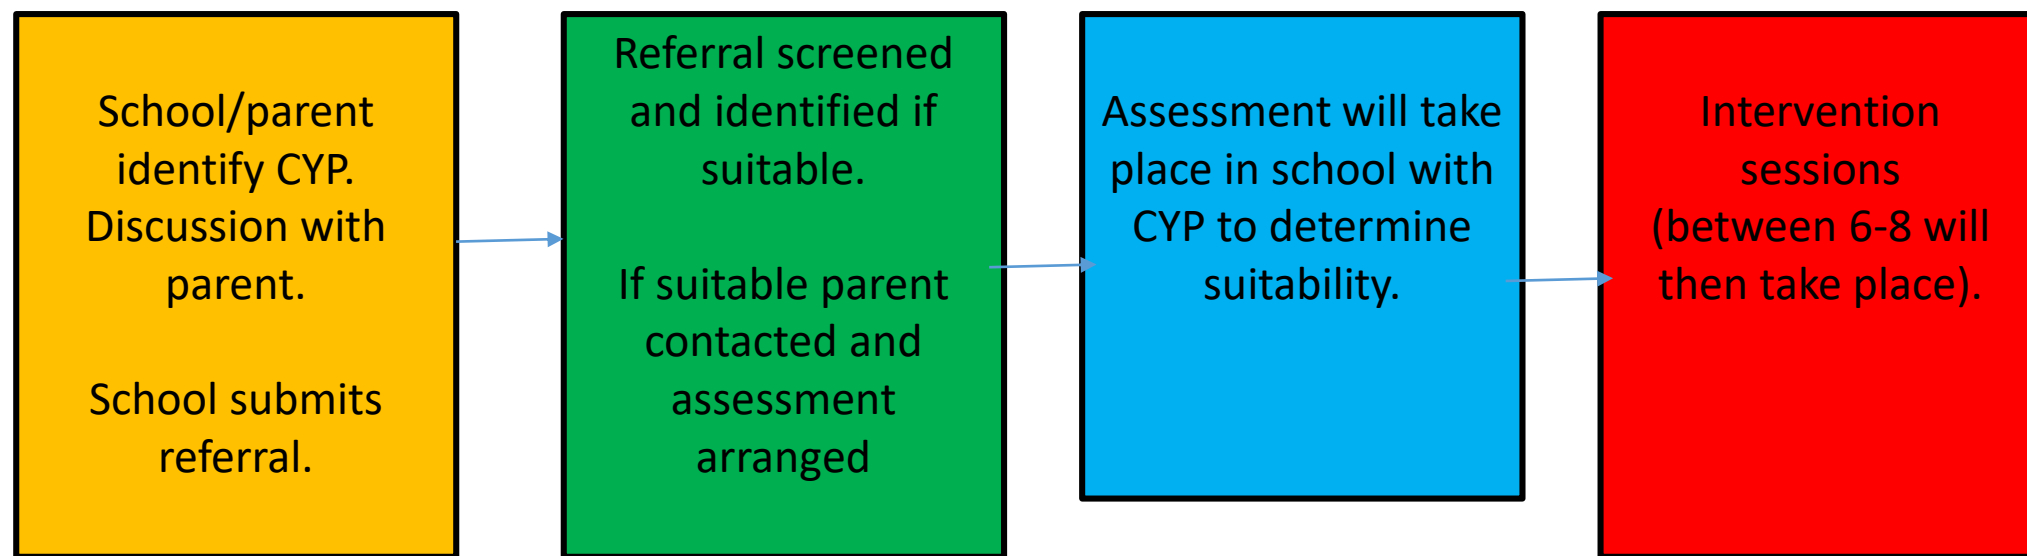 School/parent
identify CYP.
Discussion with
parent.
School submits
referral.
Referral screened
and identified if
suitable.
If suitable parent
contacted and
assessment
arranged
Assessment will take
place in school with
CYP to determine
suitability.
Intervention
sessions
(between 6-8 will
then take place).